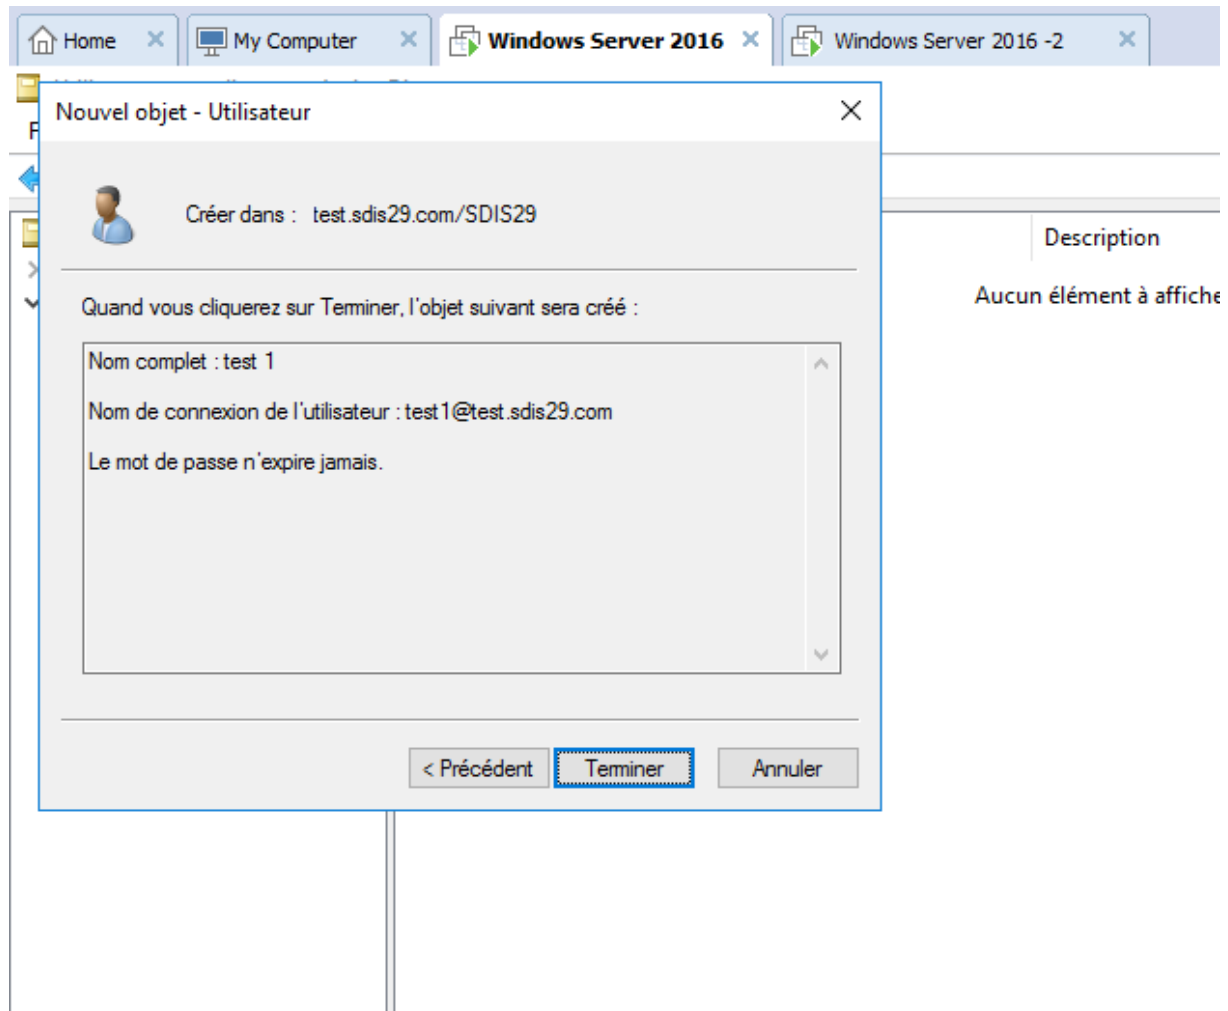 Home
My Computer
Windows Server 2016
Windows Server 2016 -2
Nouvel objet - Utilisateur
Créer dans : test.sdis29.com/SDIS29
Description
Quand vous cliquerez sur Terminer, l'objet suivant sera créé :
Aucun élément à affiche
Nom complet : test 1
Nom de connexion de l'utilisateur : test1@test.sdis29.com
Le mot de passe n'expire jamais.
< Précédent
Terminer
Annuler